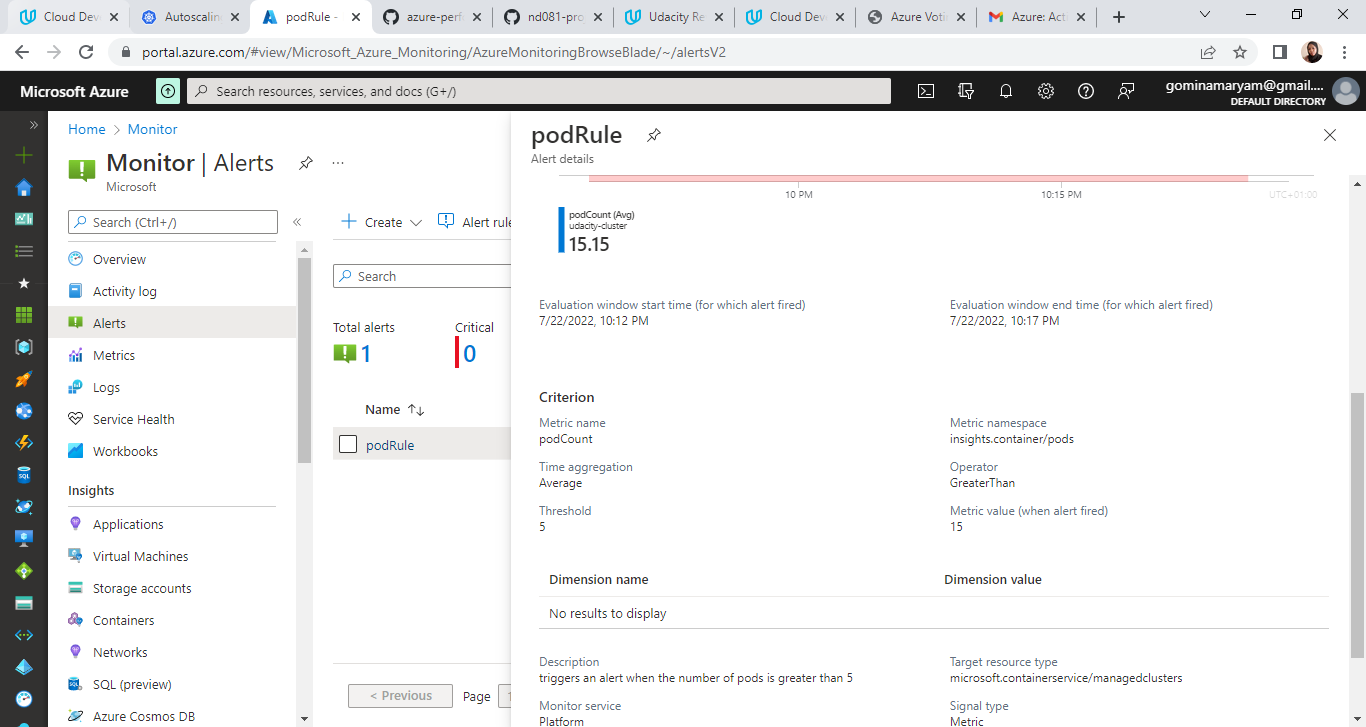 Cloud Deve
Autoscalin
podRule -
azure-perf
nd081-pro
Udacity Re
Cloud Deve
Azure Votin
Azure: Acti
portal.azure.com/#view/Microsoft_Azure_Monitoring/AzureMonitoringBrowseBlade/~/alertsV2
Microsoft Azure
Search resources, services, and docs (G+/)
gominamaryam@gmail....
DEFAULT DIRECTORY
Home > Monitor
Monitor | Alerts
Microsoft
Search (Ctrl+/)
Overview
Activity log
Alerts
Metrics
Logs
Service Health
Workbooks
Insights
Applications
Virtual Machines
Storage accounts
Containers
Networks
SQL (preview)
Azure Cosmos DB
Create
Alert rule
Search
Total alerts
Critical
1
0
Name
podRule
< Previous
Page
1
podRule
Alert details
10 PM
10:15 PM
UTC+01:00
podCount (Avg)
udacity-cluster
15.15
Evaluation window start time (for which alert fired)
7/22/2022, 10:12 PM
Evaluation window end time (for which alert fired)
7/22/2022, 10:17 PM
Criterion
Metric name
podCount
Metric namespace
insights.container/pods
Time aggregation
Average
Operator
GreaterThan
Threshold
5
Metric value (when alert fired)
15
Dimension name
Dimension value
No results to display
Description
triggers an alert when the number of pods is greater than 5
Target resource type
microsoft.containerservice/managedclusters
Monitor service
Platform
Signal type
Metric